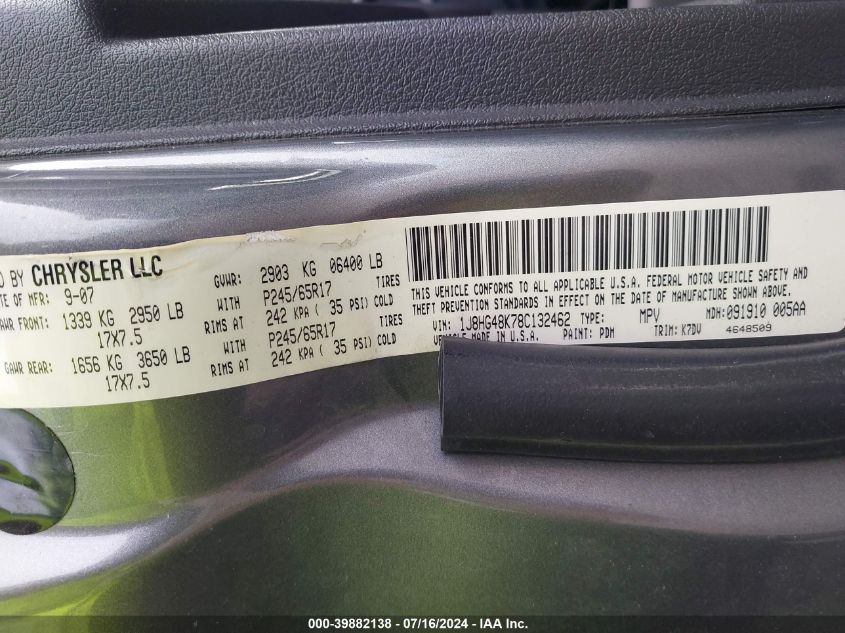 D BY CHRYSLER LLC
ATE OF MFR: 9-07 GVWR: 2903 KG 06400 LB
AWR FRONT: 1339 KG 2950 LB WITH P245/65R17 TIRES
17X7.5 RIMS AT 242 KPA ( 35 PSI) COLD
GAWR REAR: 1656 KG 3650 LB WITH P245/65R17 TIRES
17X7.5 RIMS AT 242 KPA ( 35 PSI) COLD
THIS VEHICLE CONFORMS TO ALL APPLICABLE U.S.A. FEDERAL MOTOR VEHICLE SAFETY AND
THEFT PREVENTION STANDARDS IN EFFECT ON THE DATE OF MANUFACTURE SHOWN ABOVE.
VIN: 1J8HG48K78C132462 TYPE: MPV MDH: 091910 005AA
VEHICLE MADE IN U.S.A. PAINT: PDM TRIM: K7DV 4648509
000-39882138 - 07/16/2024 - IAA Inc.